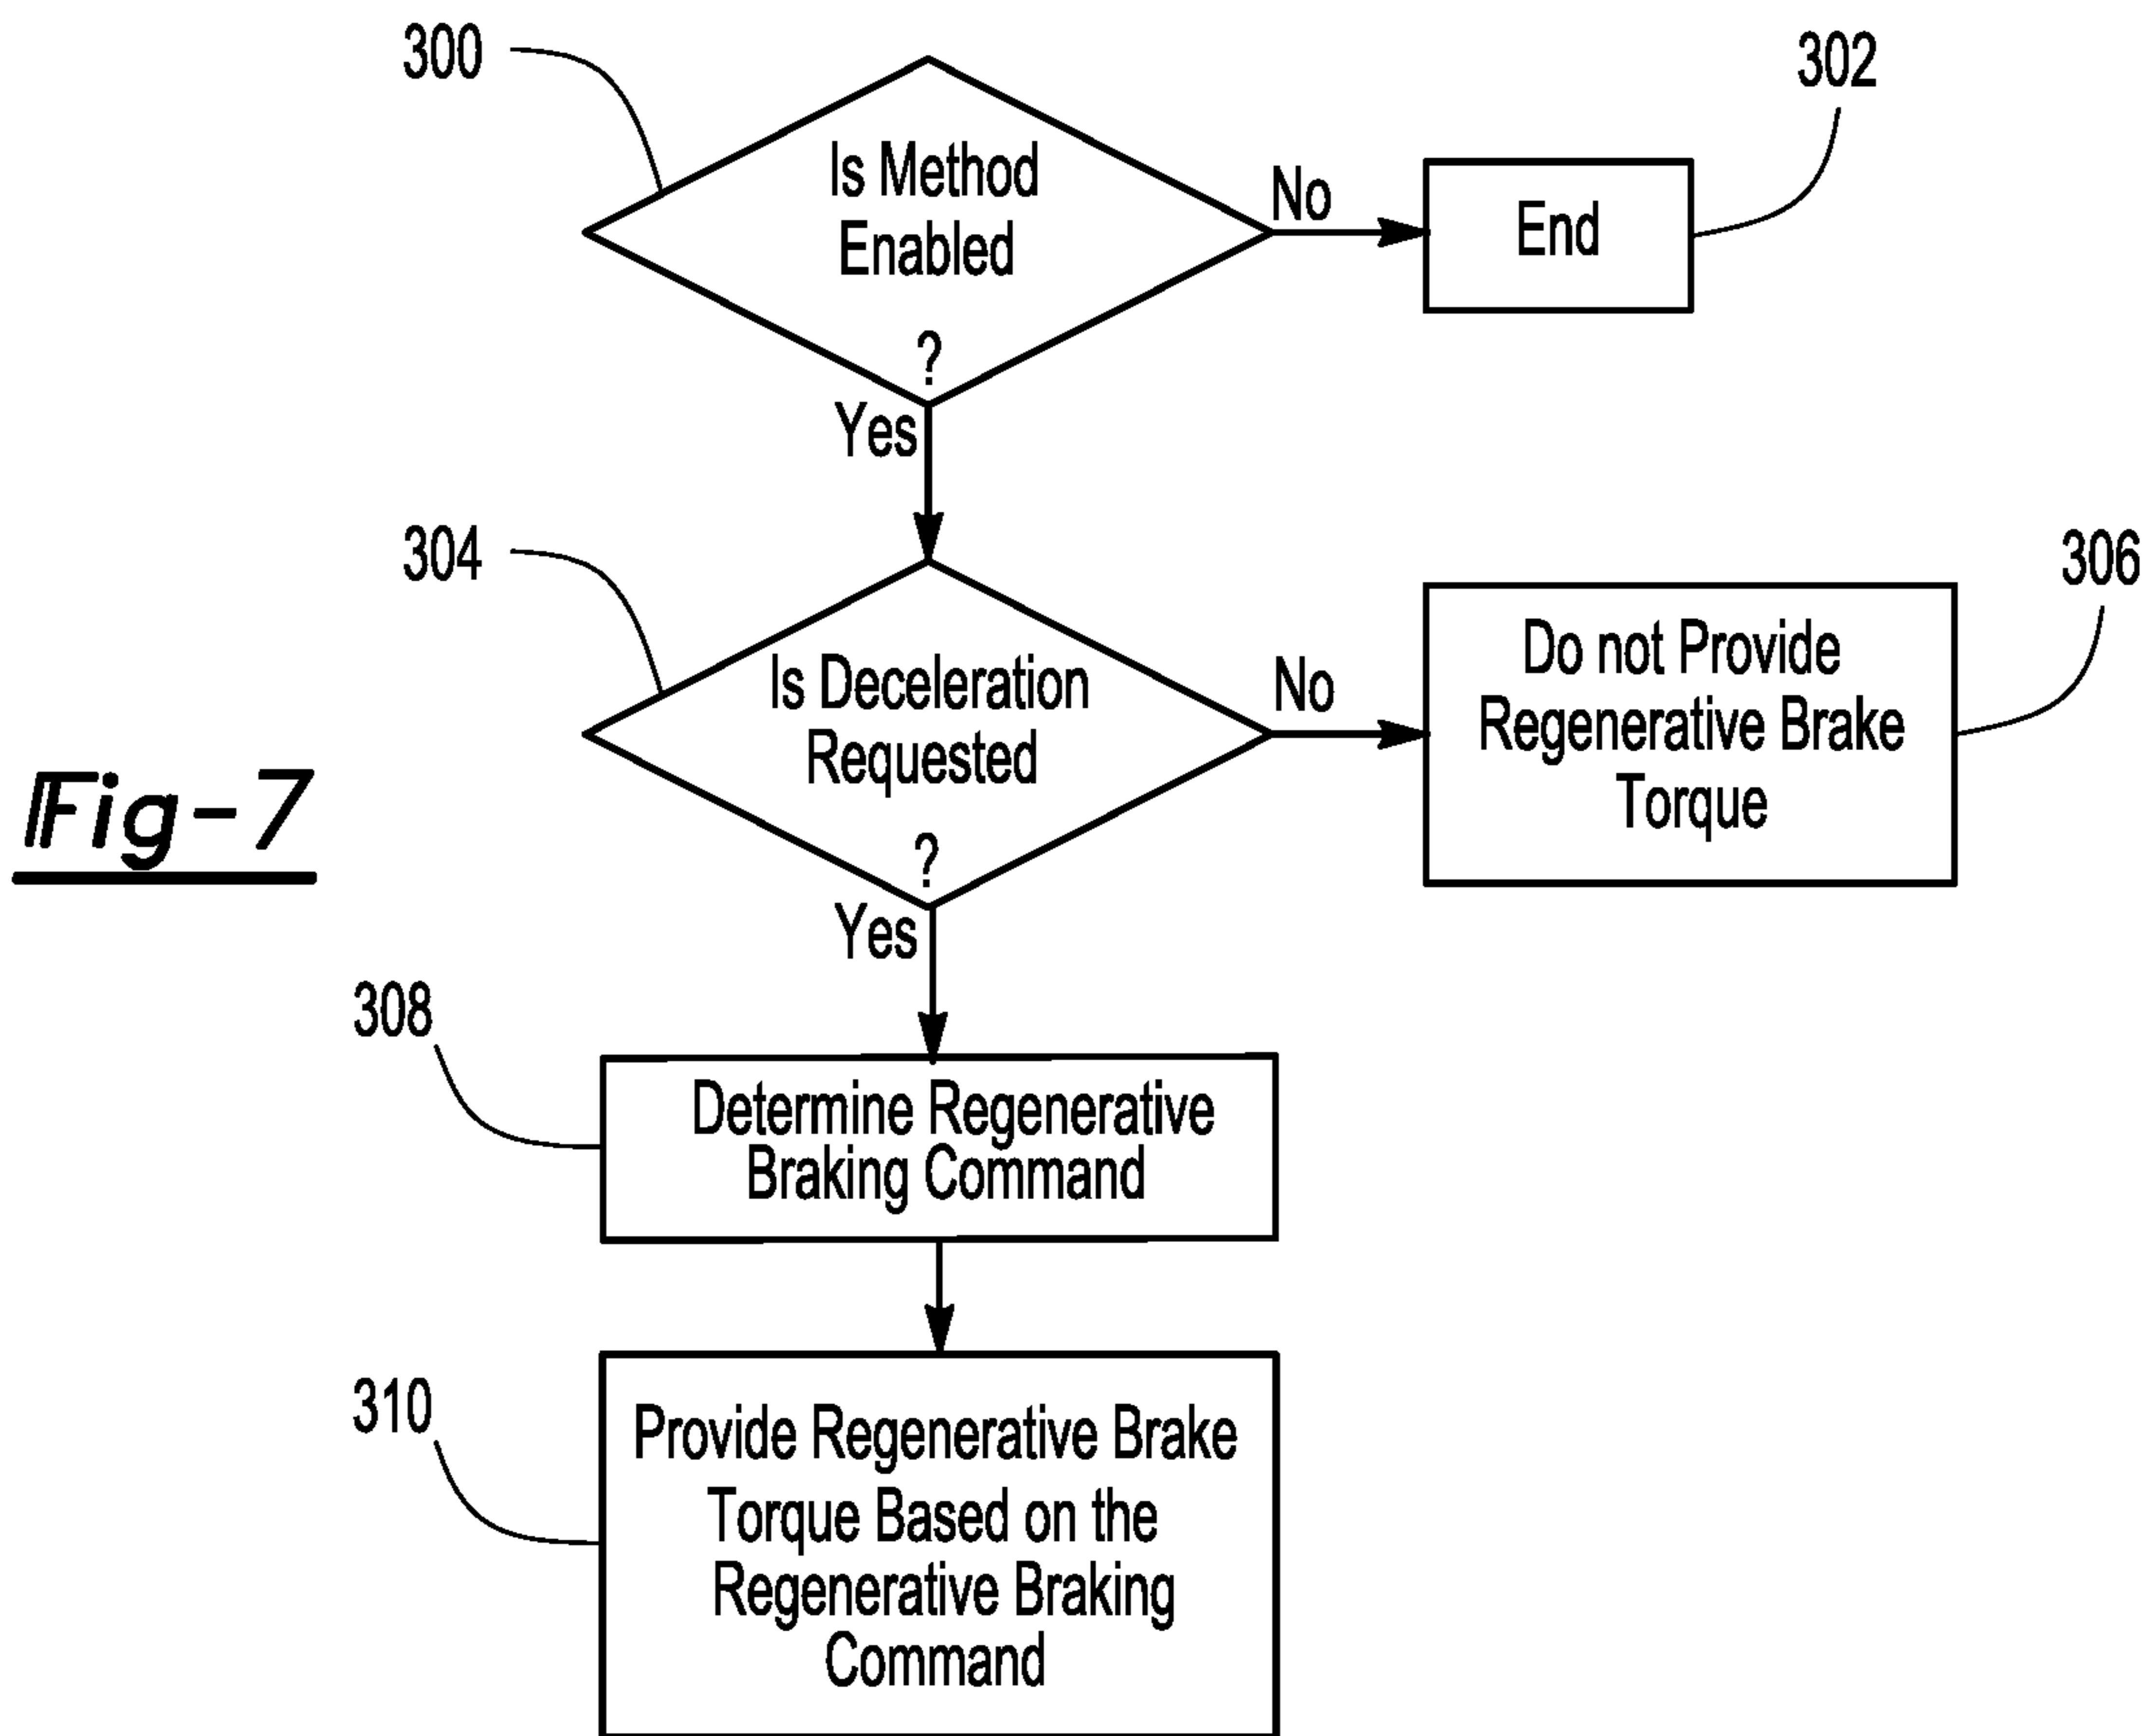 300
302
Is Method
Enabled
?
No
End
Yes
304
306
Is Deceleration
Requested
?
No
Do not Provide
Regenerative Brake
Torque
Fig-7
Yes
308
Determine Regenerative
Braking Command
310
Provide Regenerative Brake
Torque Based on the
Regenerative Braking
Command